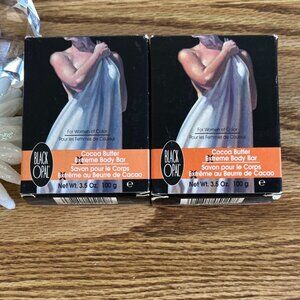 For Women of Color
Pour les Femmes de Couleur
BLACK
OPAL
Cocoa Butter
Extreme Body Bar
Savon pour le Corps
Extrême au Beurre de Cacao
Net Wt. 3.5 Oz. 100 g e
For Women of Color
Pour les Femmes de Couleur
BLACK
OPAL
Cocoa Butter
Extreme Body Bar
Savon pour le Corps
Extrême au Beurre de Cacao
Net Wt. 3.5 Oz. 100 g e